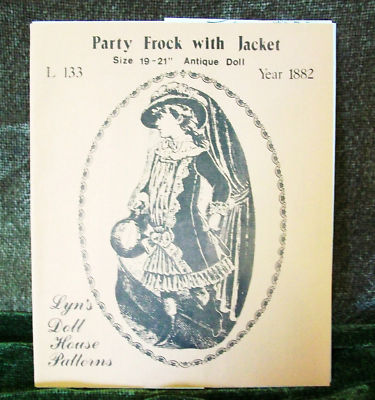 Party Frock with Jacket
Size 19-21" Antique Doll
L 133 Year 1882
Lyn's
Doll
House
Patterns